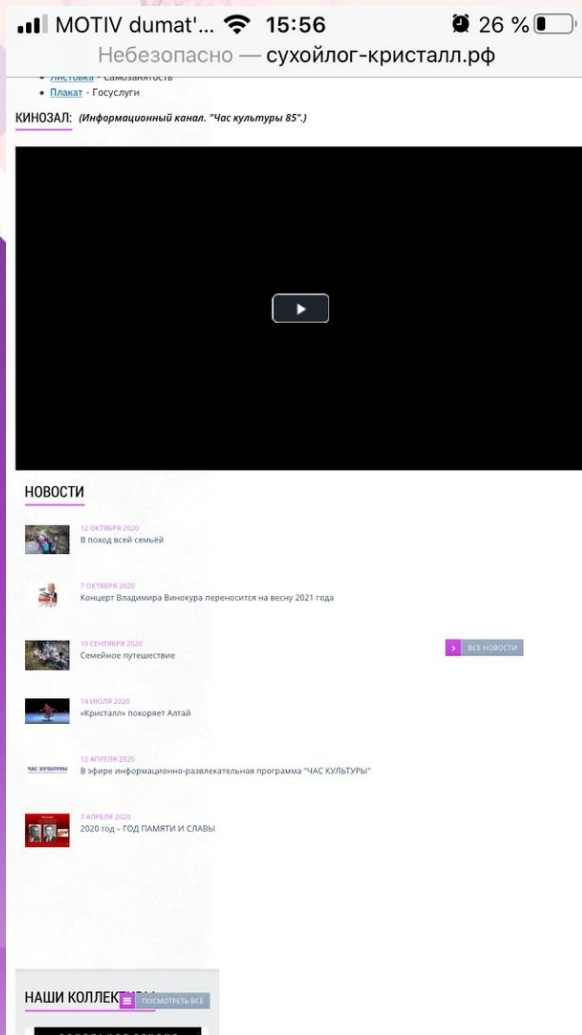 MOTIV dumat'... 15:56 26 %
Небезопасно — сухойлог-кристалл.рф
Листовка - Самозанятость
Плакат - Госуслуги
КИНОЗАЛ: (Информационный канал. "Час культуры 85".)
НОВОСТИ
12 ОКТЯБРЯ 2020
В поход всей семьёй
7 ОКТЯБРЯ 2020
Концерт Владимира Винокура переносится на весну 2021 года
10 СЕНТЯБРЯ 2020
Семейное путешествие
ВСЕ НОВОСТИ
14 ИЮЛЯ 2020
«Кристалл» покоряет Алтай
12 АПРЕЛЯ 2020
ЧАС КУЛЬТУРЫ
В эфире информационно-развлекательная программа "ЧАС КУЛЬТУРЫ"
7 АПРЕЛЯ 2020
2020 год – ГОД ПАМЯТИ И СЛАВЫ
НАШИ КОЛЛЕКТИВЫ
ПОСМОТРЕТЬ ВСЕ